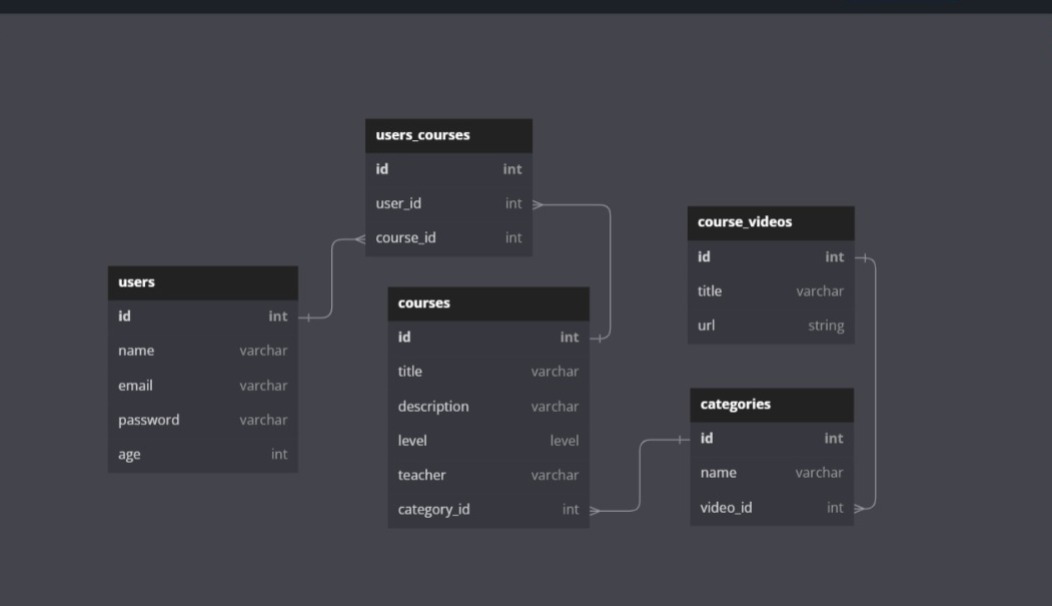 users_courses
id int
user_id int
course_id int
users
id int
name varchar
email varchar
password varchar
age int
courses
id int
title varchar
description varchar
level level
teacher varchar
category_id int
course_videos
id int
title varchar
url string
categories
id int
name varchar
video_id int